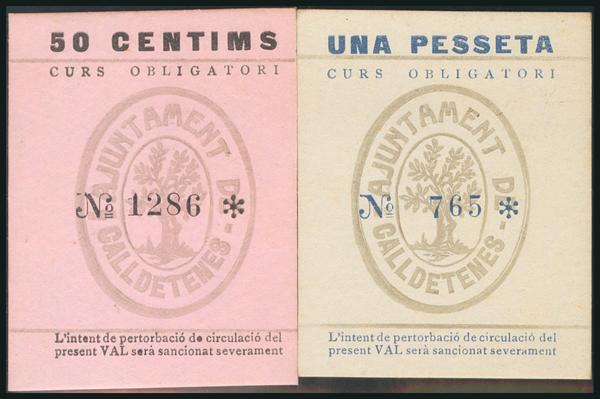 50 CENTIMS
CURS OBLIGATORI
AJUNTAMENT DE CALLDETENES
Nº 1286 *
L'intent de pertorbació de circulació del
present VAL serà sancionat severament
UNA PESSETA
CURS OBLIGATORI
AJUNTAMENT DE CALLDETENES
Nº 765 *
L'intent de pertorbació de circulació del
present VAL serà sancionat severament